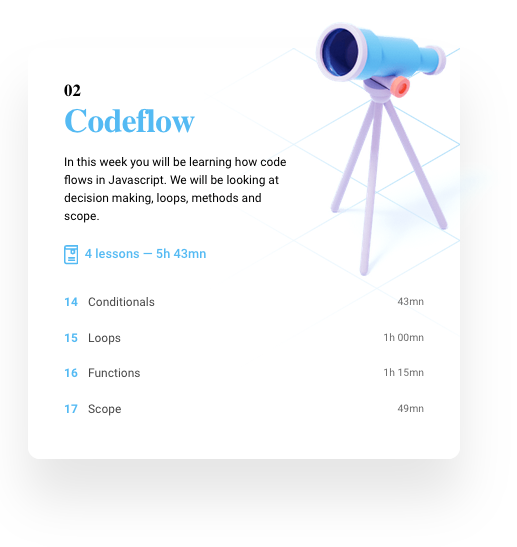 02
Codeflow
In this week you will be learning how code
flows in Javascript. We will be looking at
decision making, loops, methods and
scope.
4 lessons — 5h 43mn
14 Conditionals 43mn
15 Loops 1h 00mn
16 Functions 1h 15mn
17 Scope 49mn